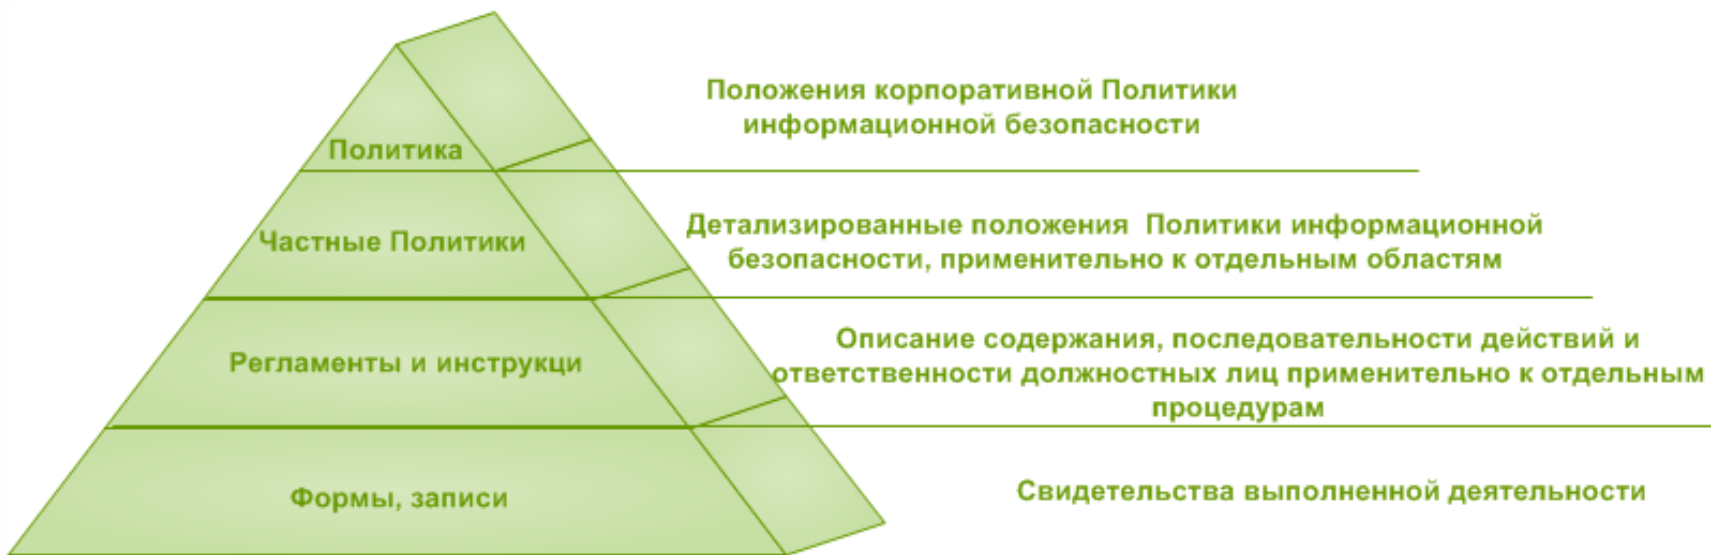 Положения корпоративной Политики
информационной безопасности
Политика
Детализированные положения Политики информационной
безопасности, применительно к отдельным областям
Частные Политики
Описание содержания, последовательности действий и
ответственности должностных лиц применительно к отдельным
процедурам
Регламенты и инструкци
Свидетельства выполненной деятельности
Формы, записи